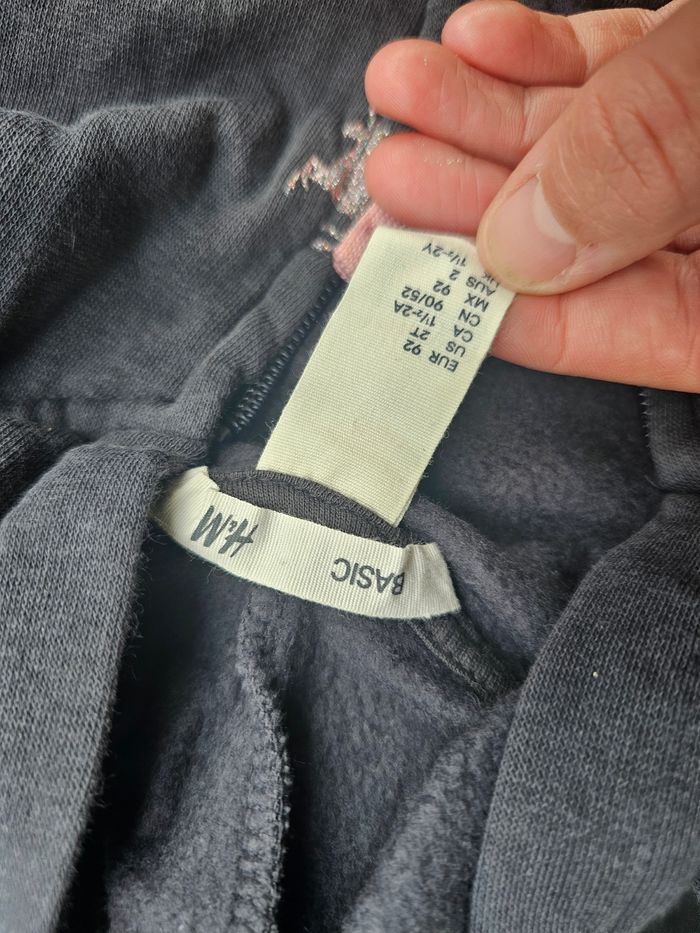 EUR 92
US 2T
CA 1½-2A
CN 90/52
MX 92
AUS 2
UK 1½-2Y
H&M
BASIC